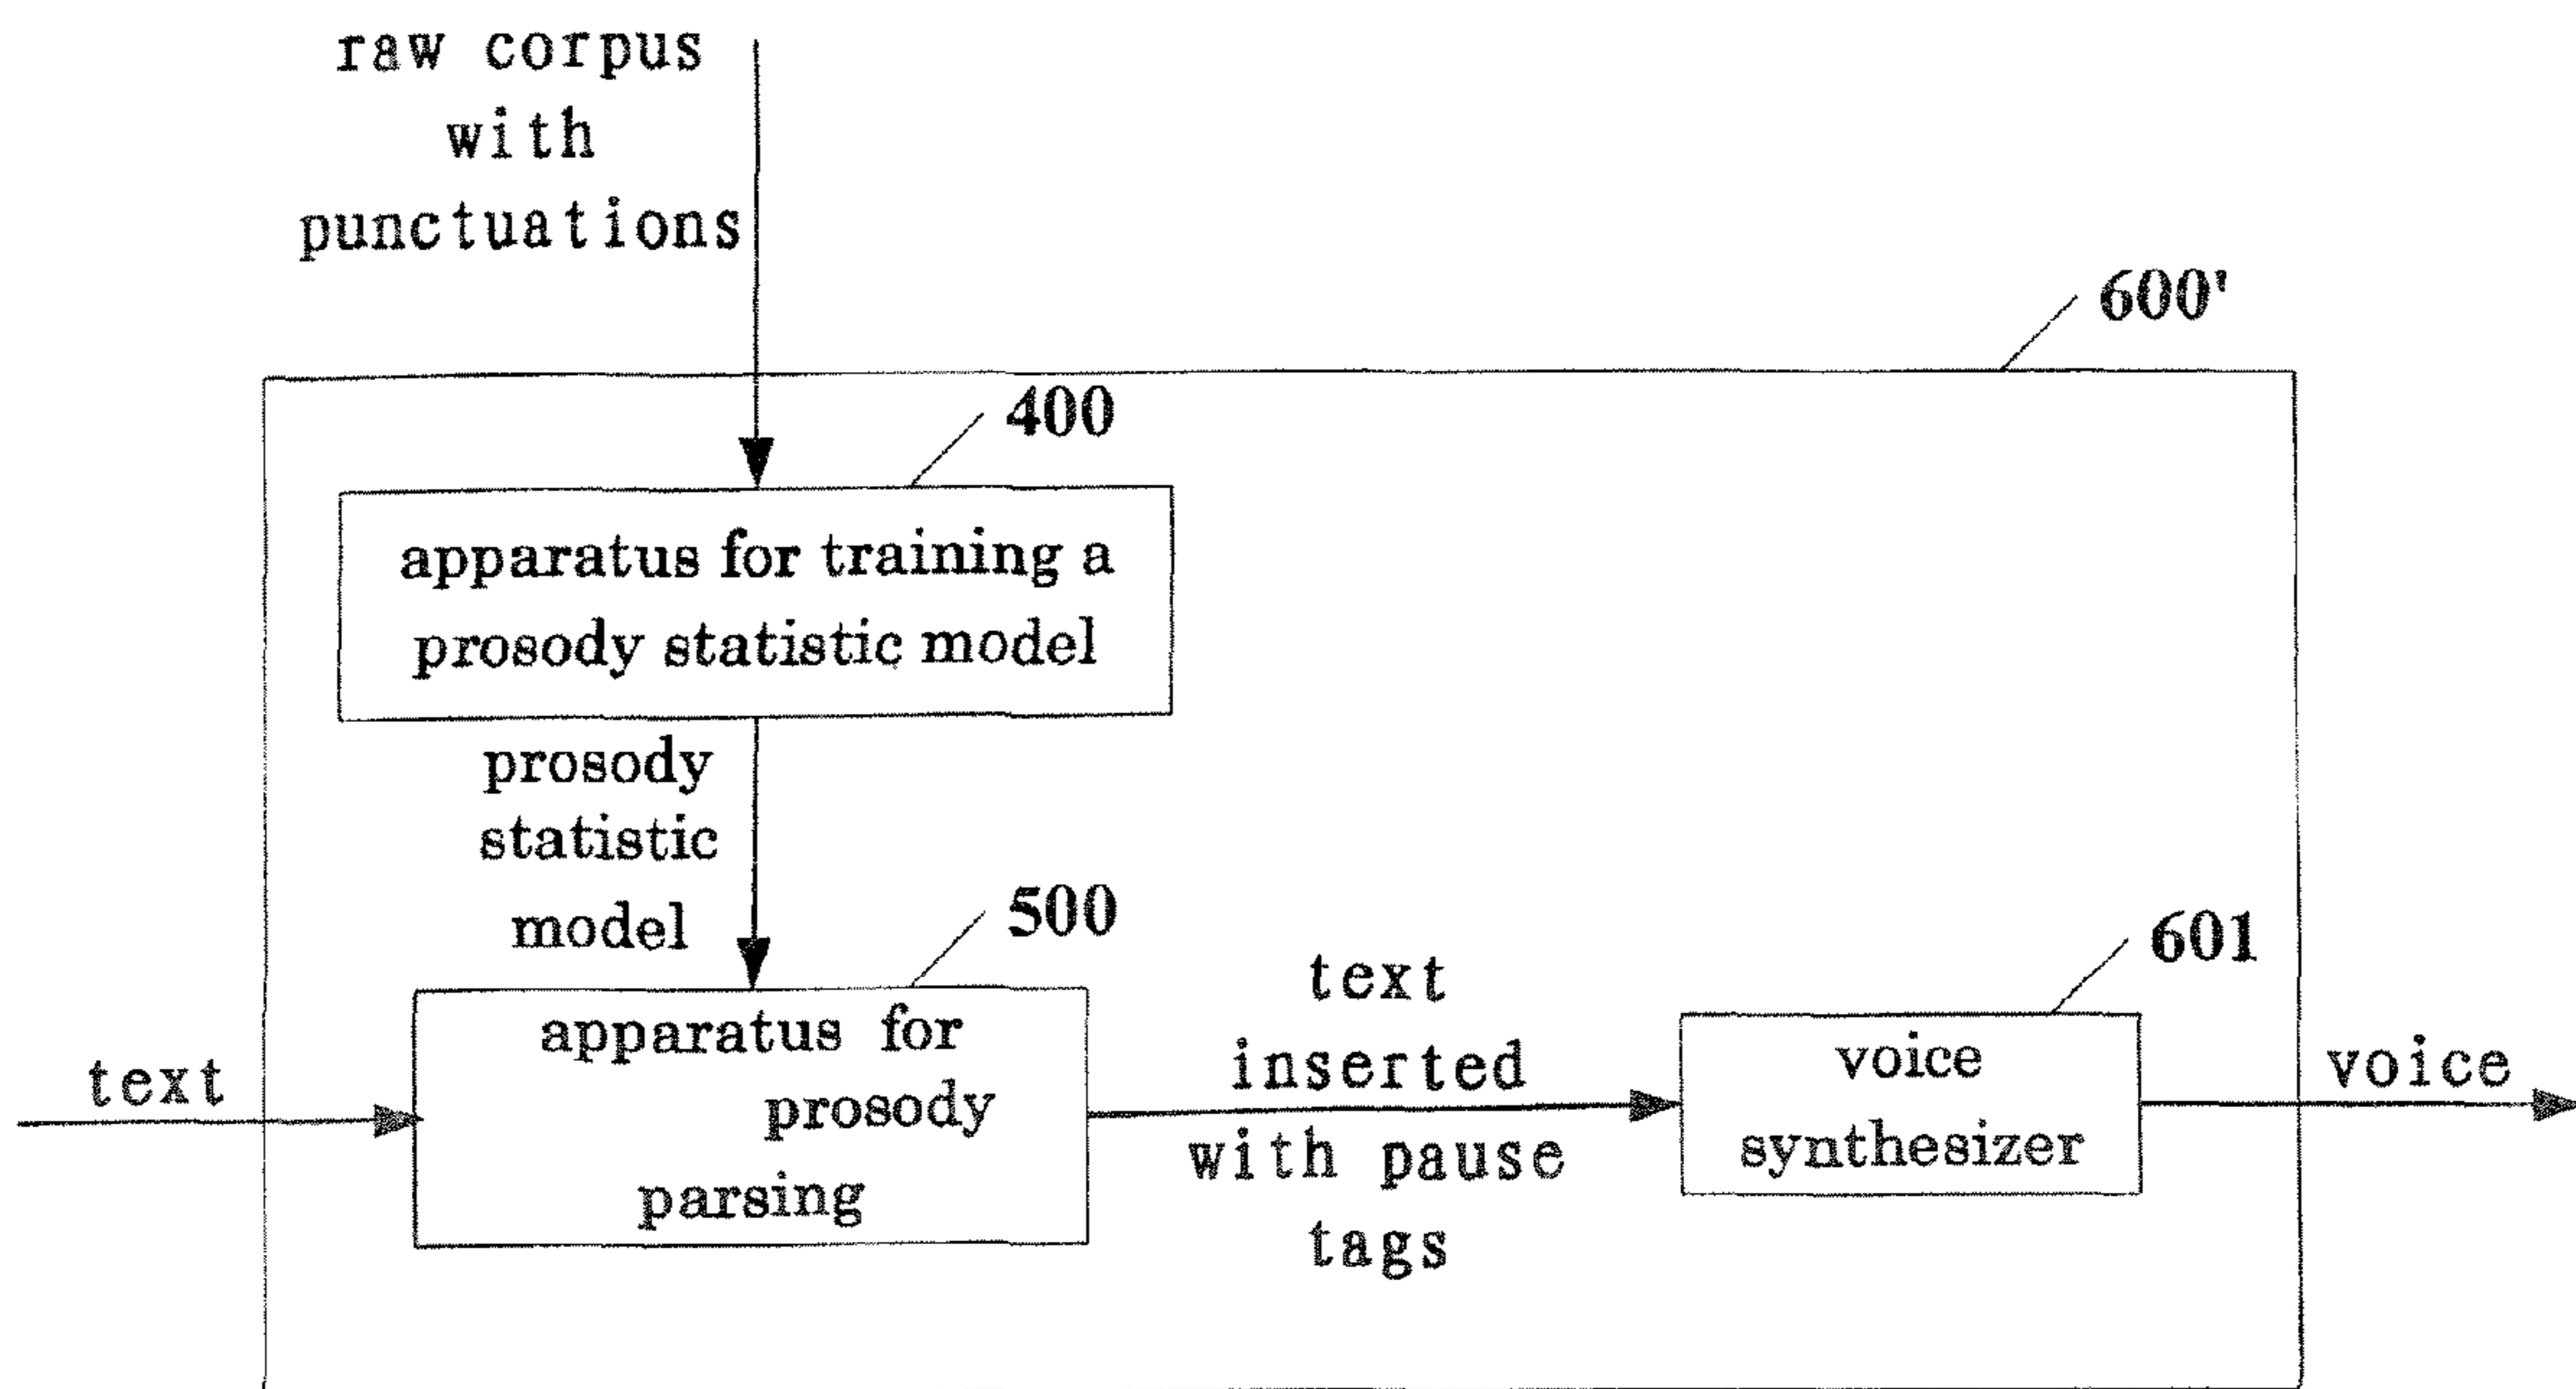 raw corpus
with
punctuations
600'
400
apparatus for training a
prosody statistic model
prosody
statistic
model
500
apparatus for
prosody
parsing
text
text
inserted
with pause
tags
601
voice
synthesizer
voice